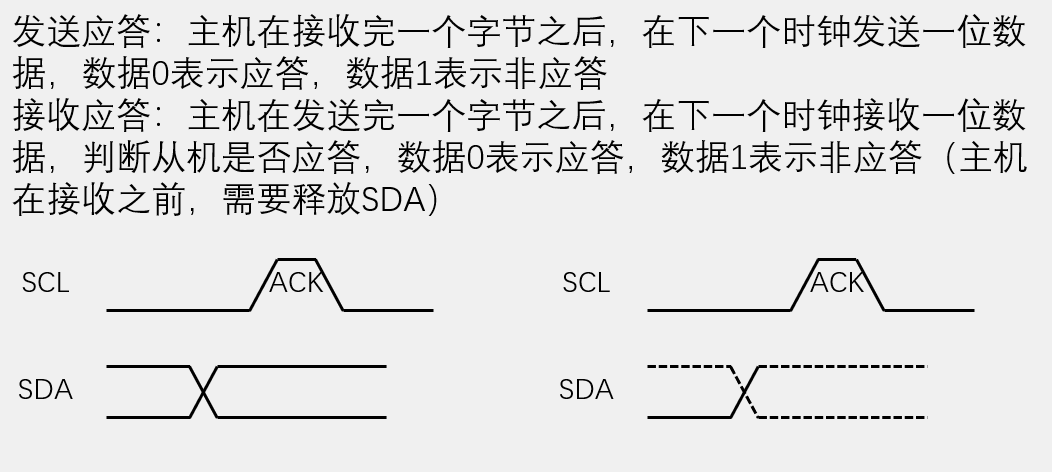 发送应答：主机在接收完一个字节之后，在下一个时钟发送一位数
据，数据0表示应答，数据1表示非应答
接收应答：主机在发送完一个字节之后，在下一个时钟接收一位数
据，判断从机是否应答，数据0表示应答，数据1表示非应答（主机
在接收之前，需要释放SDA）
SCL
ACK
SCL
ACK
SDA
SDA